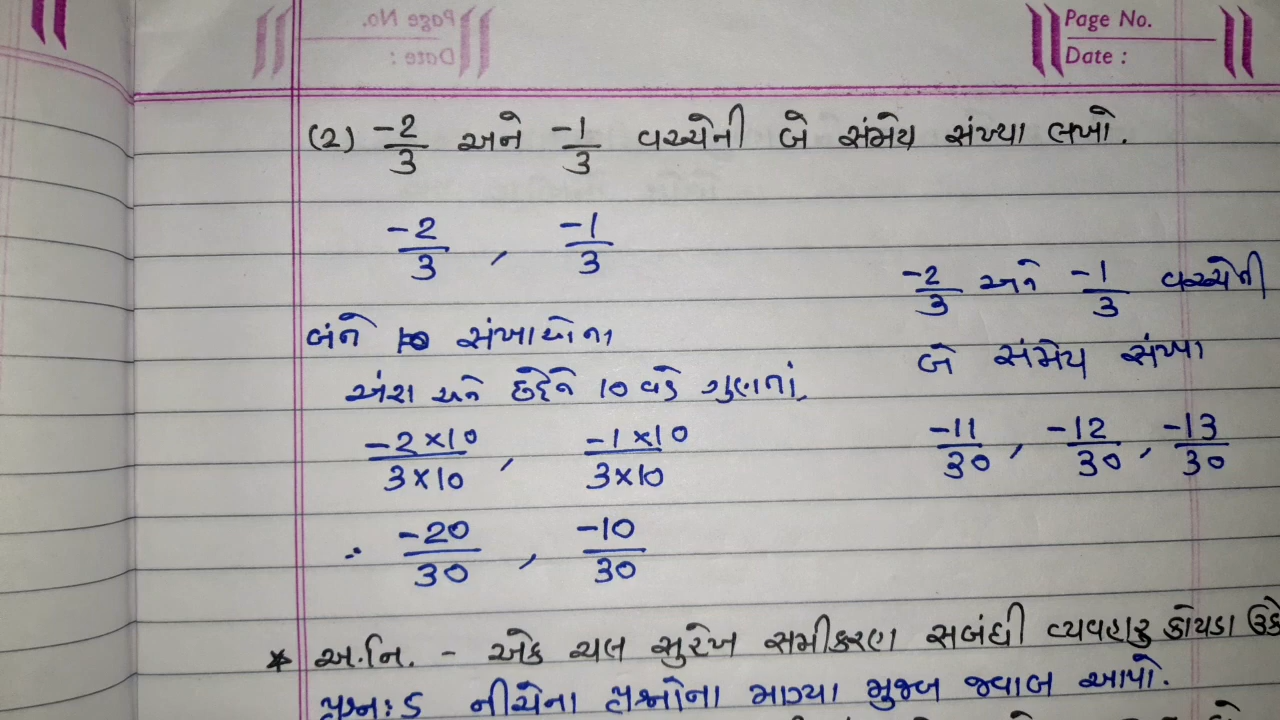 Page No.
Date :
(2) -2/3 અને -1/3 વચ્ચેની બે સંમેય સંખ્યા લખો.
-2/3 , -1/3
બંને સંખ્યાઓના
અંશ અને છેદને 10 વડે ગુણતાં,
-2×10/3×10 , -1×10/3×10
∴ -20/30 , -10/30
-2/3 અને -1/3 વચ્ચેની
બે સંમેય સંખ્યા
-11/30 , -12/30 , -13/30
* અ.નિ. - એક ચલ સુરેખ સમીકરણ સબંધી વ્યવહારુ કોયડા
પ્રશ્ન: 5 નીચેના પ્રશ્નોના માગ્યા મુજબ જવાબ આપો.